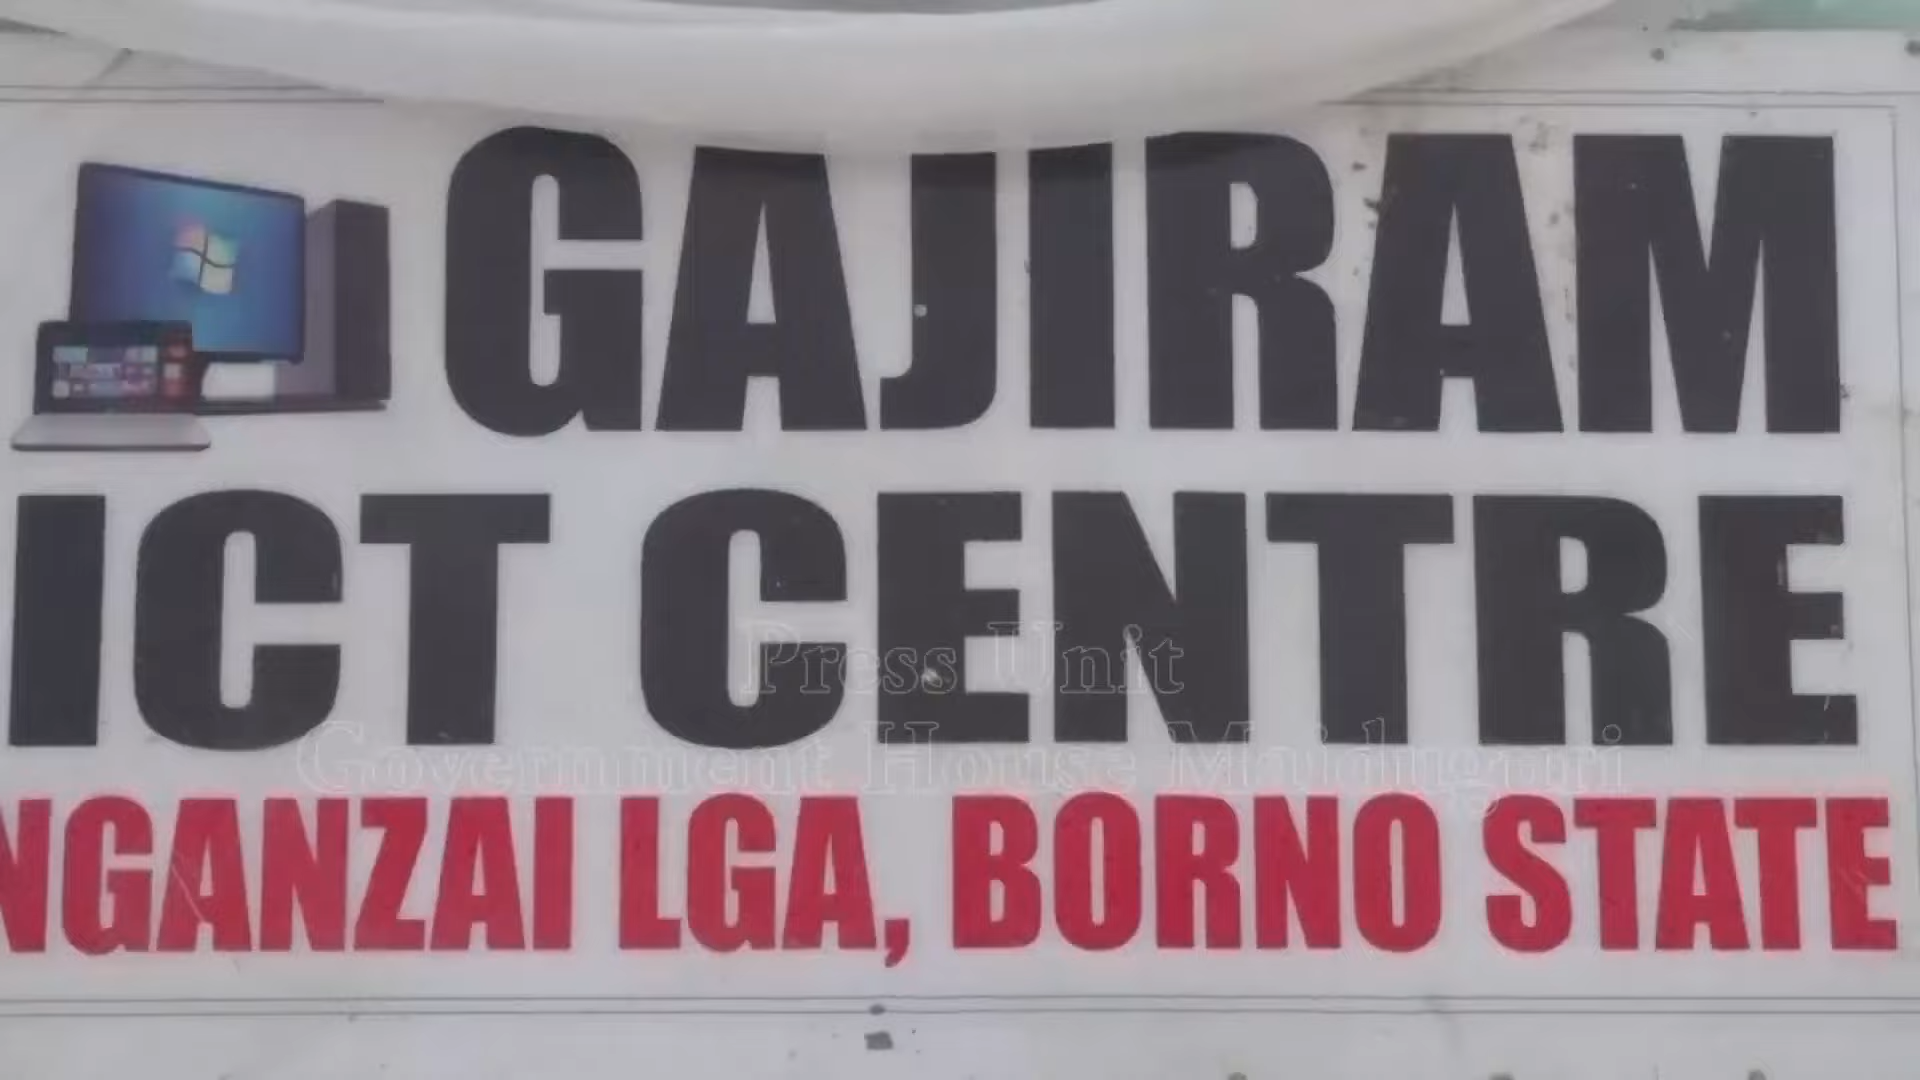 GAJIRAM
ICT CENTRE
Press Unit
Government House Maiduguri
NGANZAI LGA, BORNO STATE